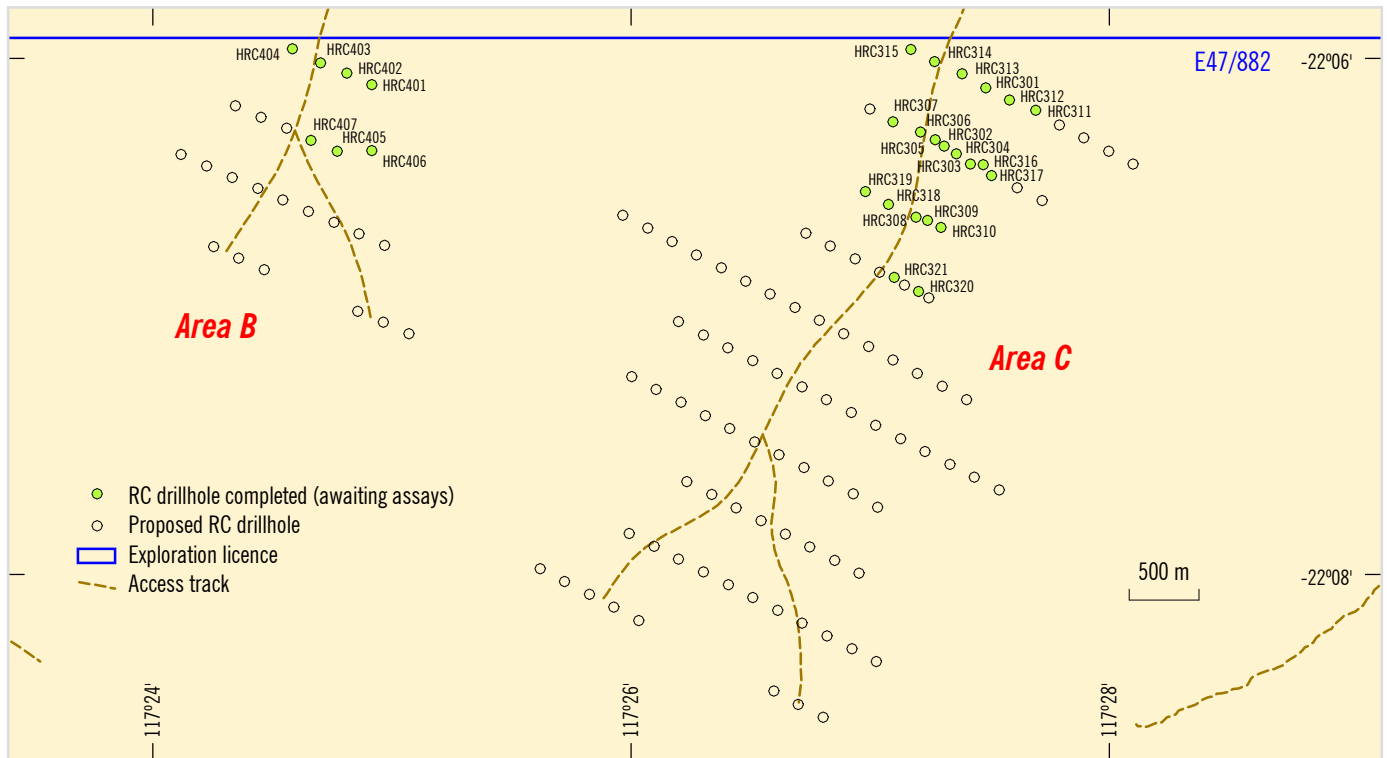 HRC404
HRC403
HRC402
HRC401
HRC315
HRC314
HRC313
HRC301
HRC312
HRC311
E47/882
-22º06'
HRC407
HRC405
HRC406
HRC307
HRC306
HRC302
HRC305
HRC304
HRC303
HRC316
HRC317
HRC319
HRC318
HRC308
HRC309
HRC310
HRC321
HRC320
Area B
Area C
RC drillhole completed (awaiting assays)
Proposed RC drillhole
Exploration licence
Access track
500 m
-22º08'
117º24'
117º26'
117º28'